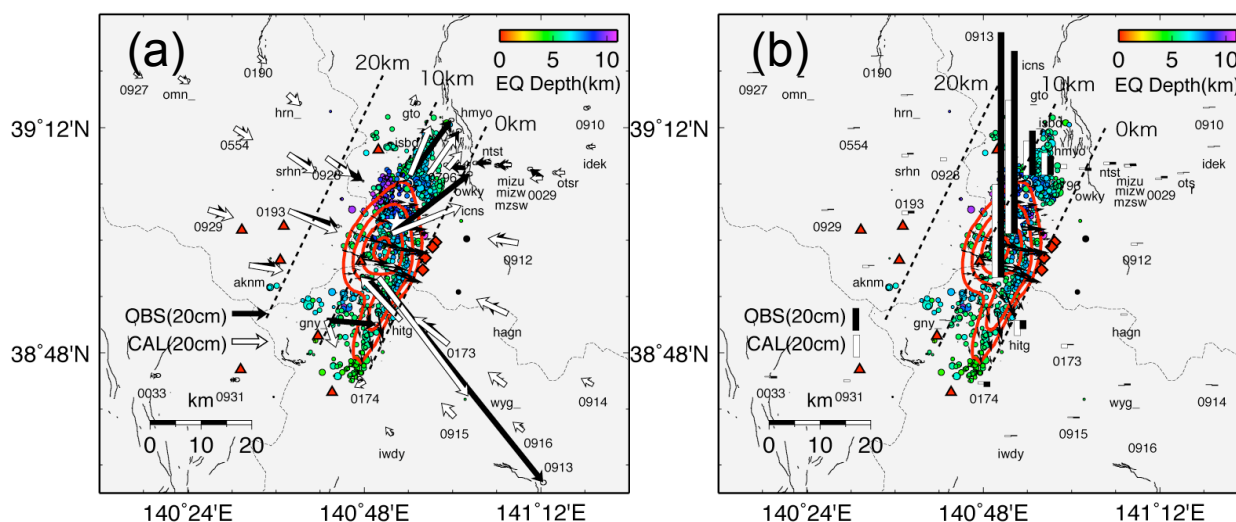 (a)
0 5 10
EQ Depth(km)
20km
10km
0km
0927
omn_
0190
hrn_
gto
hmyo
0910
39°12'N
0554
isbd
ntst
idek
srhn
0928
0796
mizu
otsr
owky
mizw
0029
mzsw
icns
0193
0929
0912
aknm
OBS(20cm)
gny
hitg
hagn
CAL(20cm)
0173
38°48'N
0033
0931
0174
wyg_
0914
km
0915
0916
0 10 20
iwdy
0913
140°24'E
140°48'E
141°12'E
(b)
0913
icns
0 5 10
EQ Depth(km)
20km
10km
0km
0927
omn_
0190
gto
hrn_
0910
39°12'N
0554
isbd
hmyo
ntst
idek
srhn
0928
0796
mizu
ots
mizw
0029
owky
mzsw
0193
0929
0912
aknm
OBS(20cm)
gny
hagn
CAL(20cm)
hitg
0173
38°48'N
0033
0931
0174
wyg_
0914
km
0915
0916
0 10 20
iwdy
140°24'E
140°48'E
141°12'E